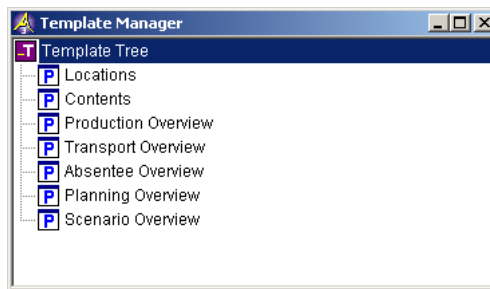 Template Manager
T Template Tree
P Locations
P Contents
P Production Overview
P Transport Overview
P Absentee Overview
P Planning Overview
P Scenario Overview